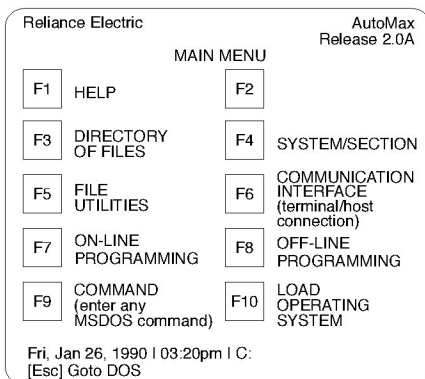 Reliance Electric
AutoMax
Release 2.0A
MAIN MENU
F1 HELP
F2
F3 DIRECTORY
OF FILES
F4 SYSTEM/SECTION
F5 FILE
UTILITIES
F6 COMMUNICATION
INTERFACE
(terminal/host
connection)
F7 ON-LINE
PROGRAMMING
F8 OFF-LINE
PROGRAMMING
F9 COMMAND
(enter any
MSDOS command)
F10 LOAD
OPERATING
SYSTEM
Fri, Jan 26, 1990 | 03:20pm | C:
[Esc] Goto DOS